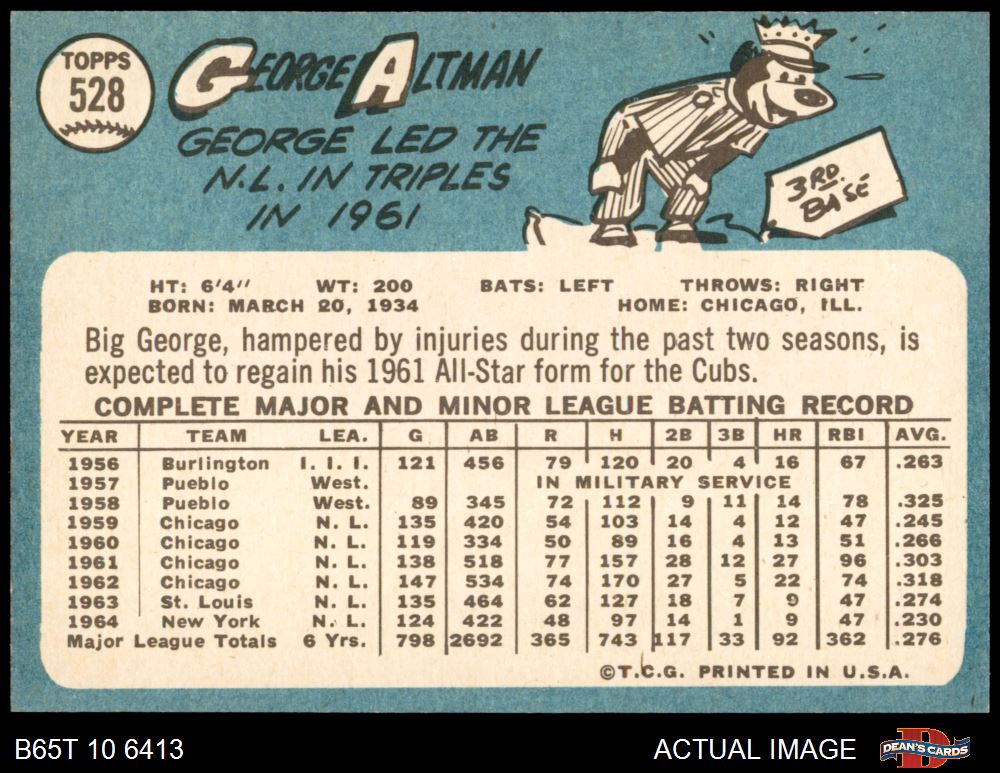 TOPPS
528
GEORGE ALTMAN
GEORGE LED THE
N.L. IN TRIPLES
IN 1961
3RD.
BASE
HT: 6'4" WT: 200 BATS: LEFT THROWS: RIGHT
BORN: MARCH 20, 1934 HOME: CHICAGO, ILL.
Big George, hampered by injuries during the past two seasons, is
expected to regain his 1961 All-Star form for the Cubs.
COMPLETE MAJOR AND MINOR LEAGUE BATTING RECORD
YEAR TEAM LEA. G AB R H 2B 3B HR RBI AVG.
1956 Burlington I. I. I. 121 456 79 120 20 4 16 67 .263
1957 Pueblo West. IN MILITARY SERVICE
1958 Pueblo West. 89 345 72 112 9 11 14 78 .325
1959 Chicago N. L. 135 420 54 103 14 4 12 47 .245
1960 Chicago N. L. 119 334 50 89 16 4 13 51 .266
1961 Chicago N. L. 138 518 77 157 28 12 27 96 .303
1962 Chicago N. L. 147 534 74 170 27 5 22 74 .318
1963 St. Louis N. L. 135 464 62 127 18 7 9 47 .274
1964 New York N. L. 124 422 48 97 14 1 9 47 .230
Major League Totals 6 Yrs. 798 2692 365 743 117 33 92 362 .276
©T.C.G. PRINTED IN U.S.A.
B65T 10 6413 ACTUAL IMAGE DEAN'S CARDS